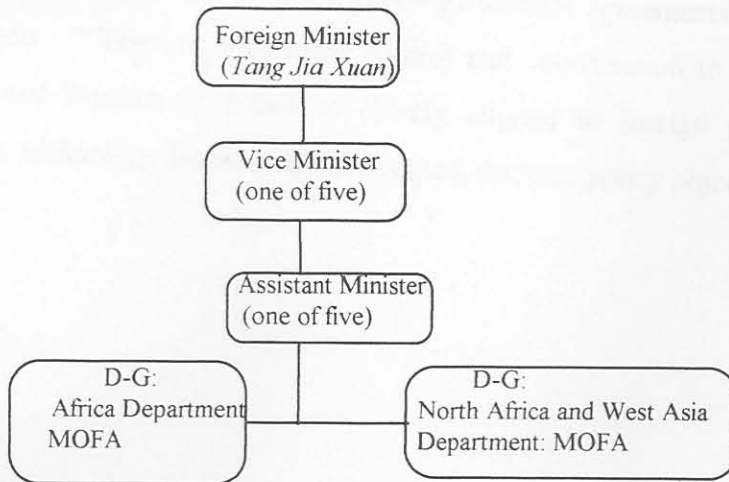 Foreign Minister
(Tang Jia Xuan)
Vice Minister
(one of five)
Assistant Minister
(one of five)
D-G:
Africa Department
MOFA
D-G:
North Africa and West Asia
Department: MOFA